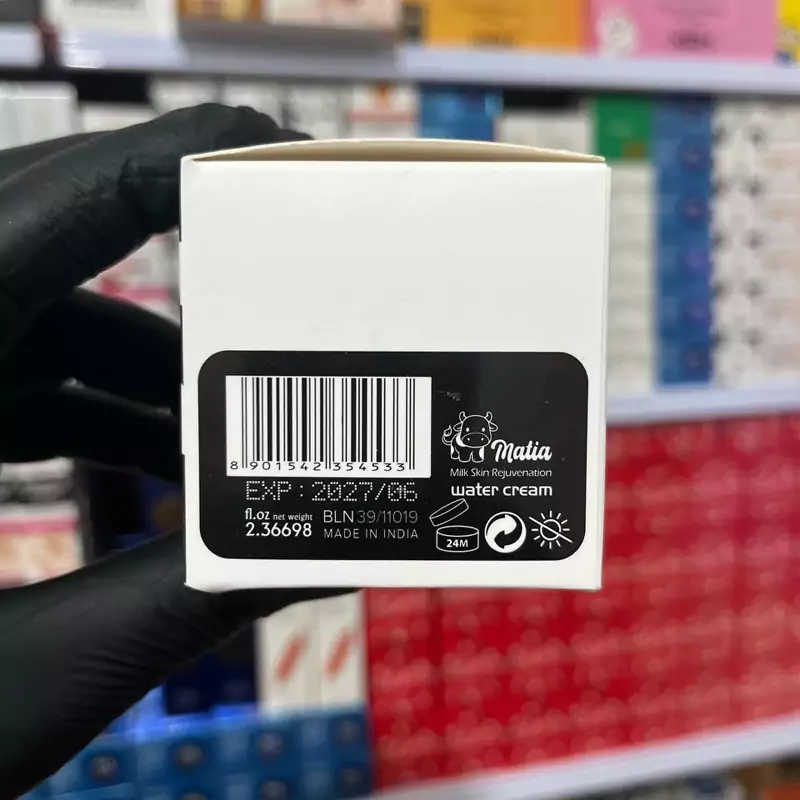 8 901542 354533
EXP : 2027/06
fl.oz net weight
2.36698
BLN 39/11019
MADE IN INDIA
Matia
Milk Skin Rejuvenation
water cream
24M